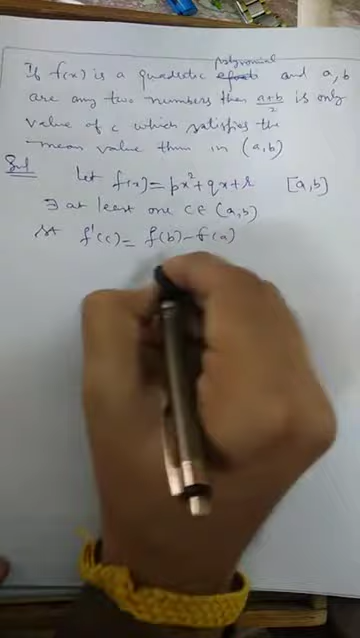 polynomial
If f(x) is a quadratic and a, b
are any two numbers then (a+b)/2 is only
value of c which satisfies the
mean value thm in (a,b)
Sol Let f(x) = px²+qx+r [a,b]
∃ at least one c∈(a,b)
st f'(c) = f(b)-f(a)